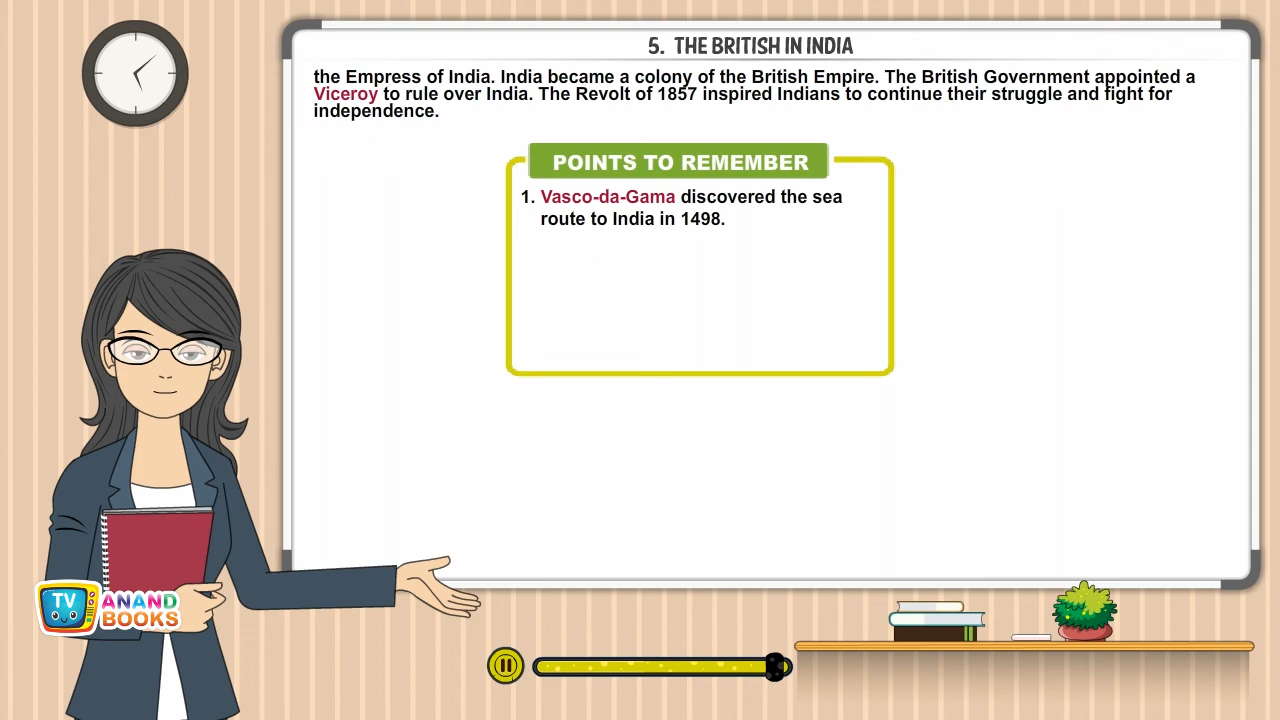 5. THE BRITISH IN INDIA
the Empress of India. India became a colony of the British Empire. The British Government appointed a
Viceroy to rule over India. The Revolt of 1857 inspired Indians to continue their struggle and fight for
independence.
POINTS TO REMEMBER
1. Vasco-da-Gama discovered the sea
route to India in 1498.
TV
ANAND
BOOKS